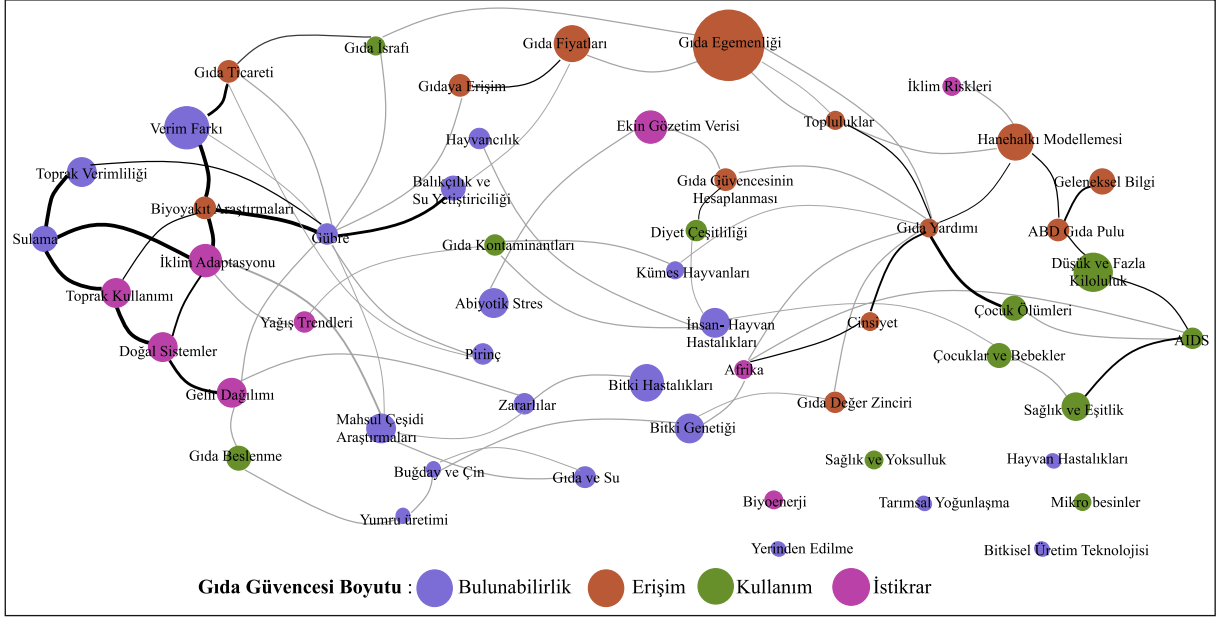 Gıda İsrafı
Gıda Fiyatları
Gıda Egemenliği
Gıda Ticareti
Gıdaya Erişim
İklim Riskleri
Verim Farkı
Hayvancılık
Ekin Gözetim Verisi
Topluluklar
Hanehalkı Modellemesi
Toprak Verimliliği
Balıkçılık ve
Su Yetiştiriciliği
Gıda Güvencesinin
Hesaplanması
Geleneksel Bilgi
Biyoyakıt Araştırmaları
Sulama
Gübre
Gıda Kontaminantları
Diyet Çeşitliliği
Gıda Yardımı
ABD Gıda Pulu
İklim Adaptasyonu
Kümes Hayvanları
Düşük ve Fazla
Kiloluluk
Toprak Kullanımı
Abiyotik Stres
Yağış Trendleri
İnsan- Hayvan
Hastalıkları
Cinsiyet
Çocuk Ölümleri
AIDS
Doğal Sistemler
Pirinç
Afrika
Çocuklar ve Bebekler
Gelir Dağılımı
Bitki Hastalıkları
Zararlılar
Gıda Değer Zinciri
Sağlık ve Eşitlik
Mahsul Çeşidi
Araştırmaları
Bitki Genetiği
Gıda Beslenme
Buğday ve Çin
Gıda ve Su
Sağlık ve Yoksulluk
Hayvan Hastalıkları
Yumru üretimi
Biyoenerji
Tarımsal Yoğunlaşma
Mikro besinler
Yerinden Edilme
Bitkisel Üretim Teknolojisi
Gıda Güvencesi Boyutu : Bulunabilirlik Erişim Kullanım İstikrar